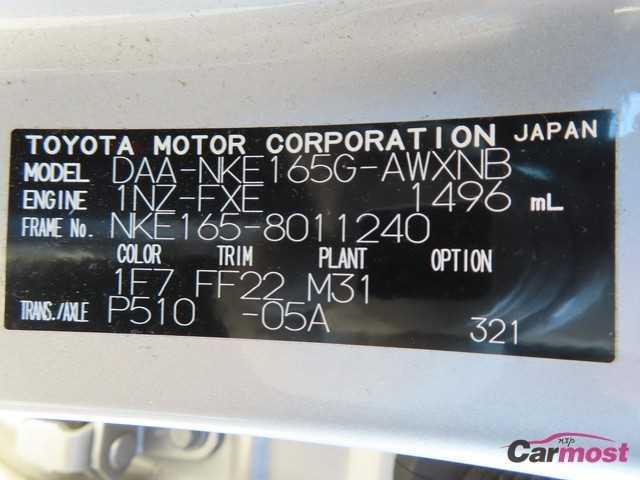 TOYOTA MOTOR CORPORATION JAPAN
MODEL DAA-NKE165G-AWXNB
ENGINE 1NZ-FXE 1496 mL
FRAME No. NKE165-8011240
COLOR TRIM PLANT OPTION
1F7 FF22 M31
TRANS./AXLE P510 -05A
321
nxp
Carmost